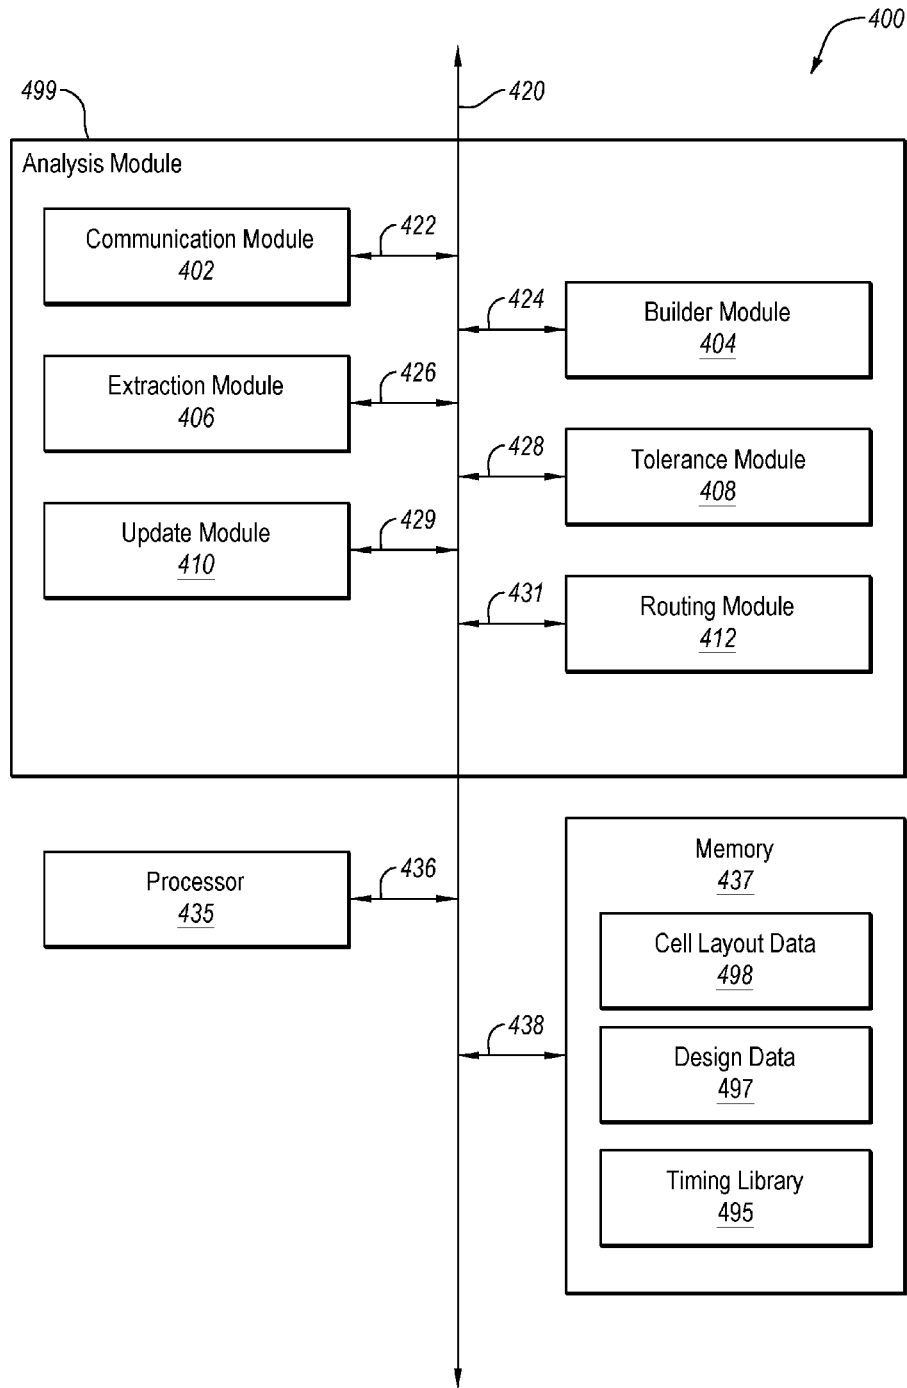 400
420
499
Analysis Module
Communication Module
402
422
424
Builder Module
404
Extraction Module
406
426
428
Tolerance Module
408
Update Module
410
429
431
Routing Module
412
Processor
435
436
Memory
437
Cell Layout Data
498
438
Design Data
497
Timing Library
495